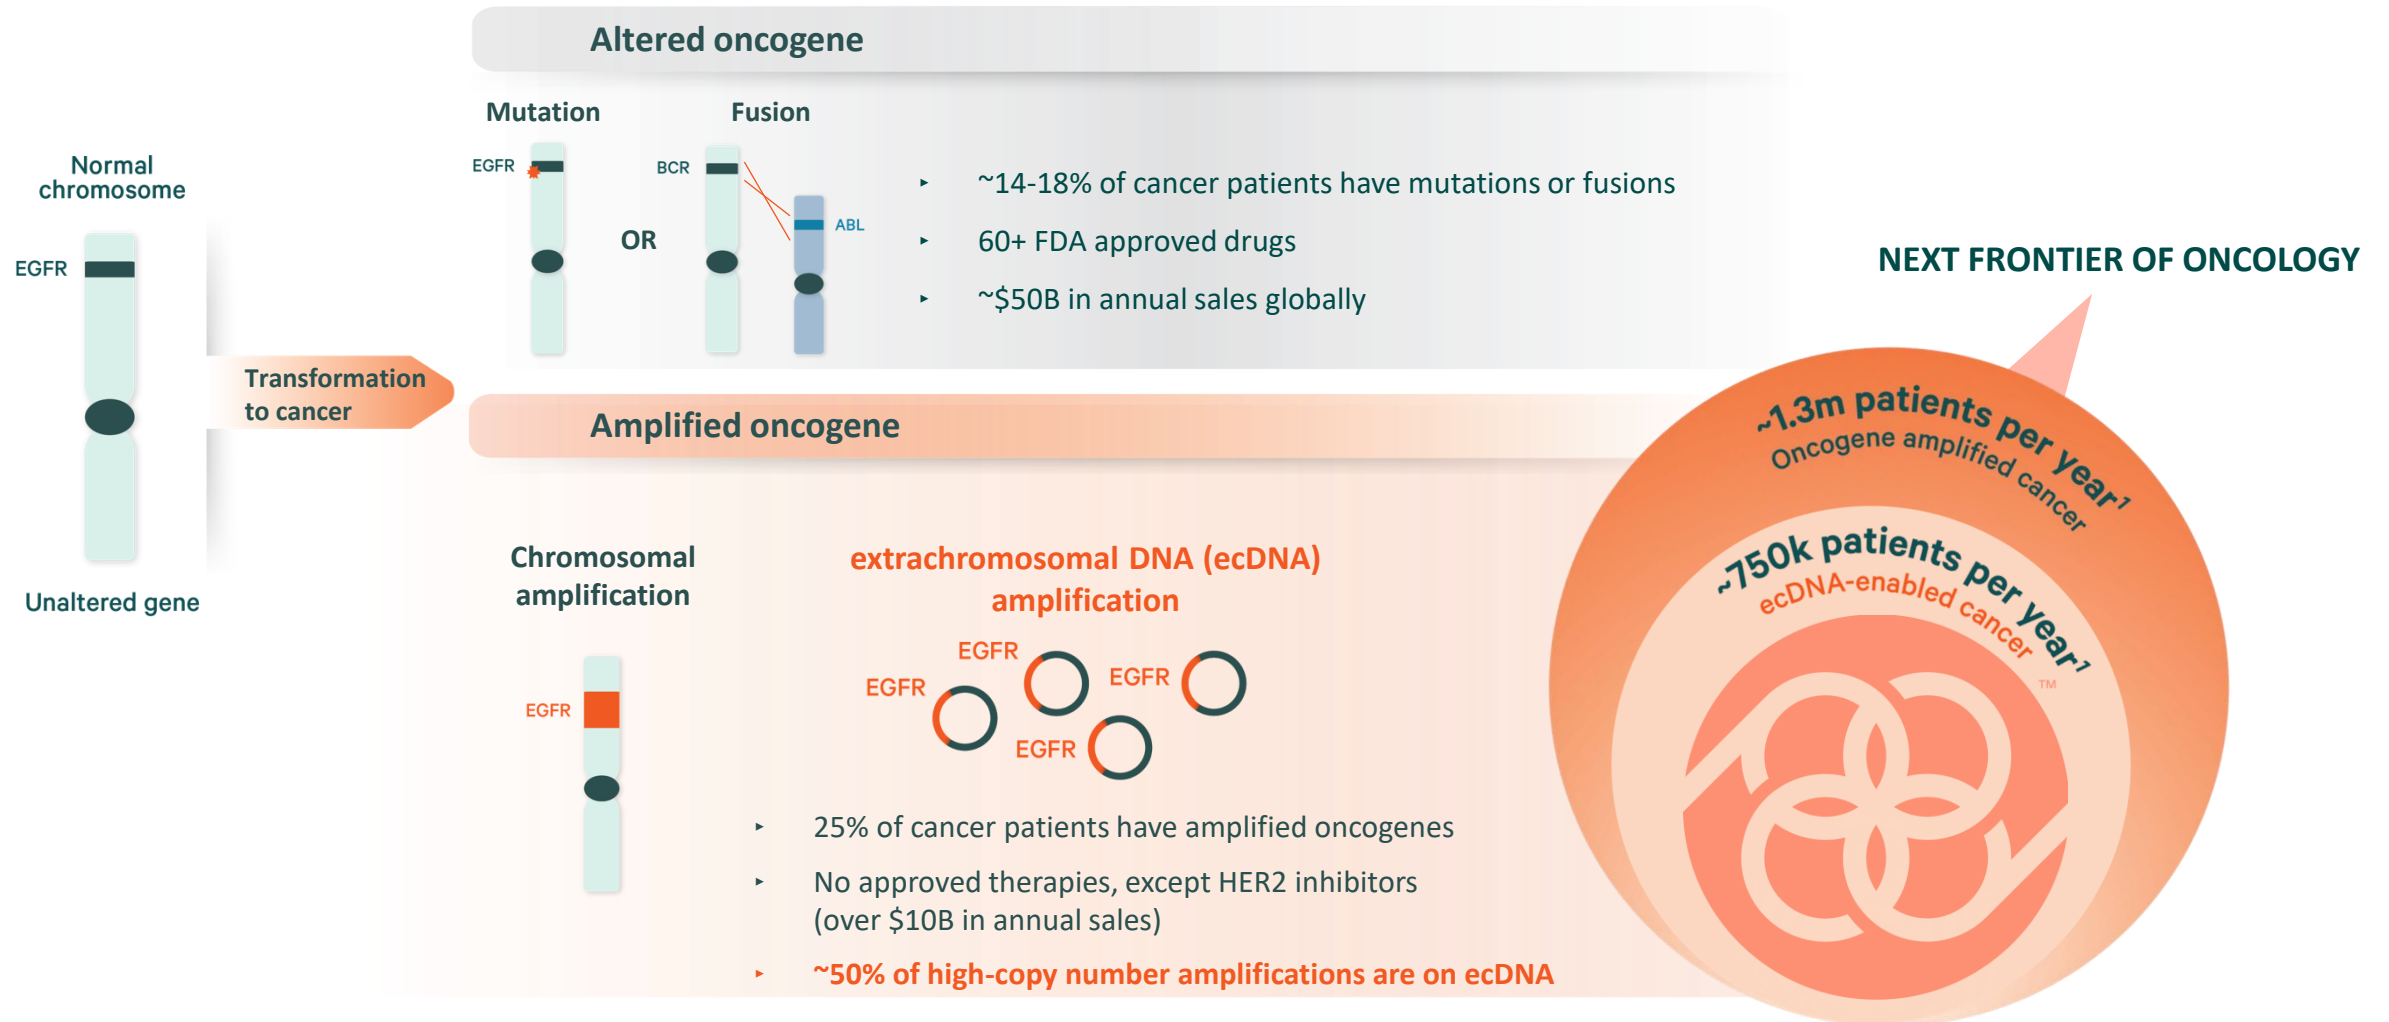 Normal
chromosome
EGFR
Unaltered gene
Transformation
to cancer
Altered oncogene
Mutation
Fusion
EGFR
OR
BCR
ABL
▸ ~14-18% of cancer patients have mutations or fusions
▸ 60+ FDA approved drugs
▸ ~$50B in annual sales globally
Amplified oncogene
Chromosomal
amplification
EGFR
extrachromosomal DNA (ecDNA)
amplification
EGFR
EGFR
EGFR
EGFR
▸ 25% of cancer patients have amplified oncogenes
▸ No approved therapies, except HER2 inhibitors
(over $10B in annual sales)
▸ ~50% of high-copy number amplifications are on ecDNA
NEXT FRONTIER OF ONCOLOGY
~1.3m patients per year¹
Oncogene amplified cancer
~750k patients per year¹
ecDNA-enabled cancer
TM